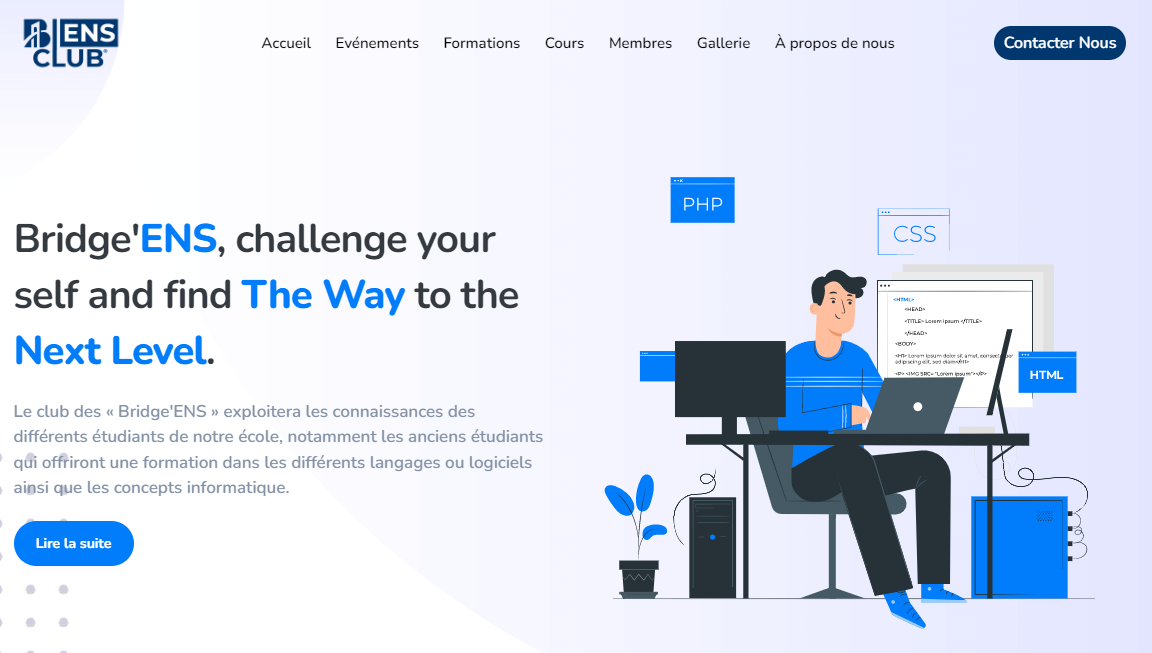 B ENS
CLUB
Accueil Evénements Formations Cours Membres Gallerie À propos de nous
Contacter Nous
Bridge'ENS, challenge your
self and find The Way to the
Next Level.
Le club des « Bridge'ENS » exploitera les connaissances des
différents étudiants de notre école, notamment les anciens étudiants
qui offriront une formation dans les différents langages ou logiciels
ainsi que les concepts informatique.
Lire la suite
PHP
CSS
<HTML>
<HEAD>
<TITLE> Lorem ipsum </TITLE>
</HEAD>
<BODY>
<H1> Lorem ipsum dolor sit amet, consectetuer
adipiscing elit, sed diam</H1>
<P> <IMG SRC= "Lorem ipsum"></P>
HTML